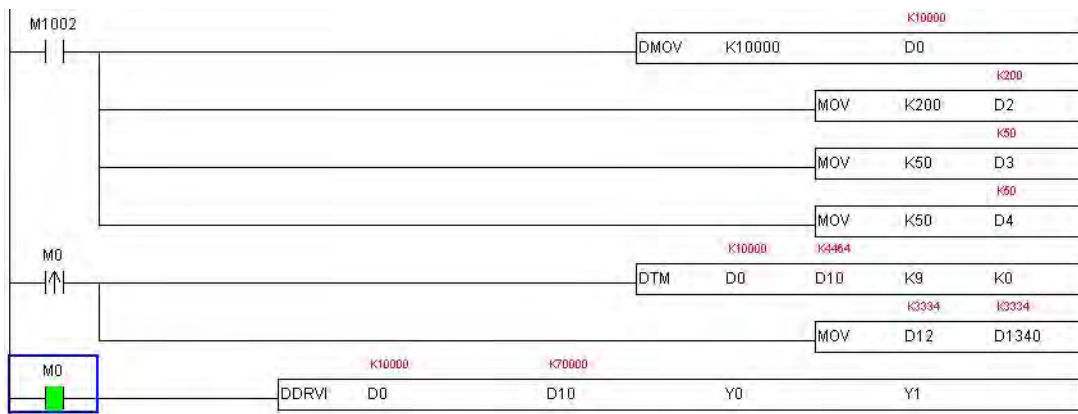 M1002
K10000
DMOV K10000 D0
K200
MOV K200 D2
K50
MOV K50 D3
K50
MOV K50 D4
M0
K10000 K4464
DTM D0 D10 K9 K0
K3334 K3334
MOV D12 D1340
M0
K10000 K70000
DDRVI D0 D10 Y0 Y1